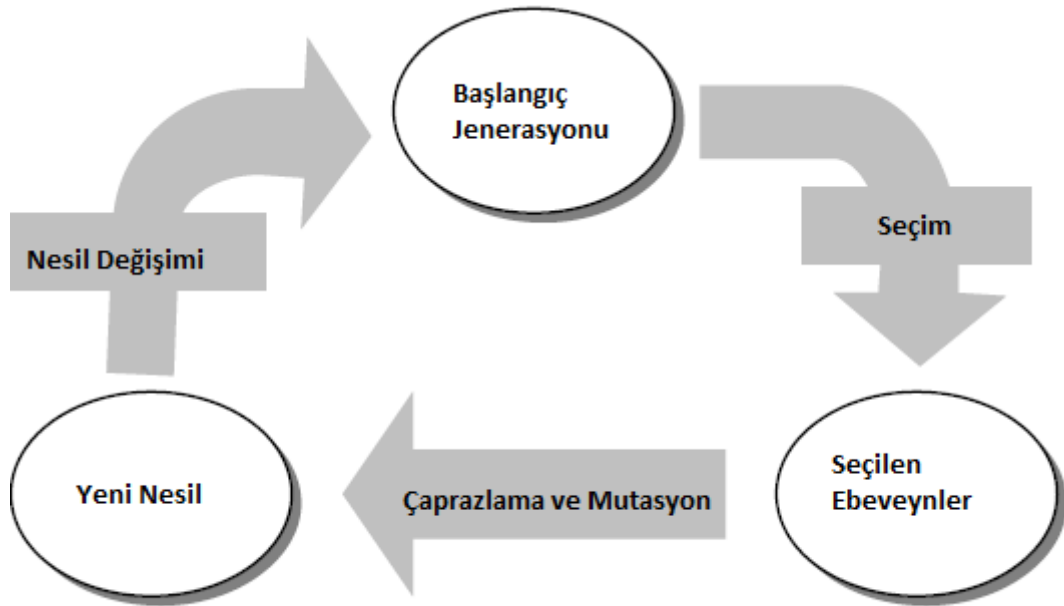 Başlangıç
Jenerasyonu
Seçim
Nesil Değişimi
Seçilen
Ebeveynler
Çaprazlama ve Mutasyon
Yeni Nesil